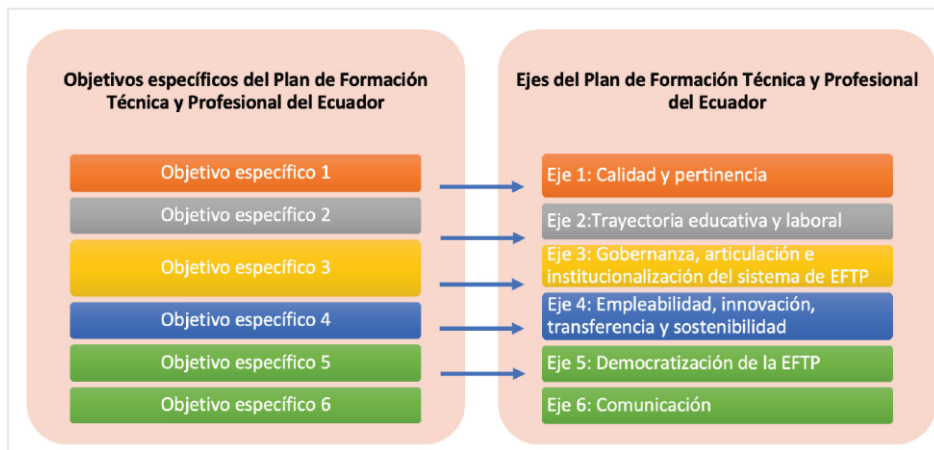 Objetivos específicos del Plan de Formación
Técnica y Profesional del Ecuador
Objetivo específico 1
Objetivo específico 2
Objetivo específico 3
Objetivo específico 4
Objetivo específico 5
Objetivo específico 6
Ejes del Plan de Formación Técnica y Profesional
del Ecuador
Eje 1: Calidad y pertinencia
Eje 2:Trayectoria educativa y laboral
Eje 3: Gobernanza, articulación e
institucionalización del sistema de EFTP
Eje 4: Empleabilidad, innovación,
transferencia y sostenibilidad
Eje 5: Democratización de la EFTP
Eje 6: Comunicación